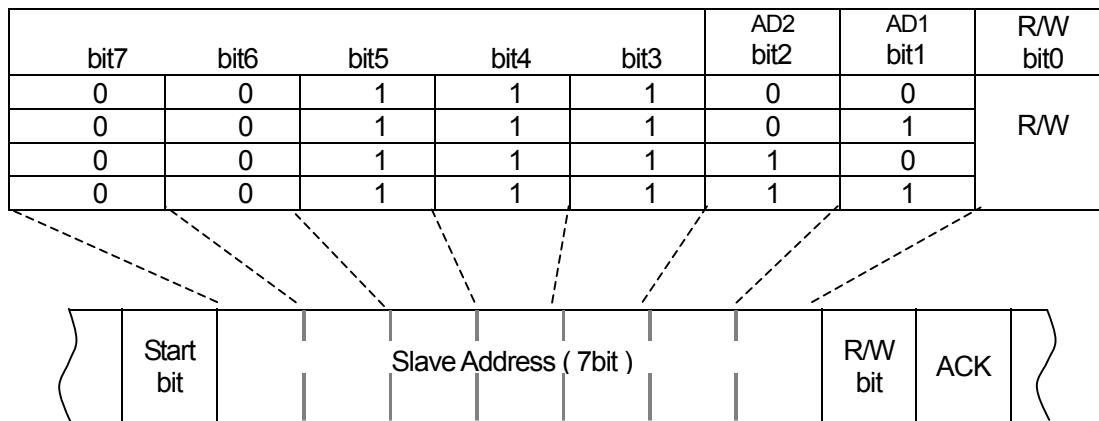 AD2 AD1 R/W
bit7 bit6 bit5 bit4 bit3 bit2 bit1 bit0
0 0 1 1 1 0 0
0 0 1 1 1 0 1 R/W
0 0 1 1 1 1 0
0 0 1 1 1 1 1
Start R/W
bit Slave Address ( 7bit ) bit ACK